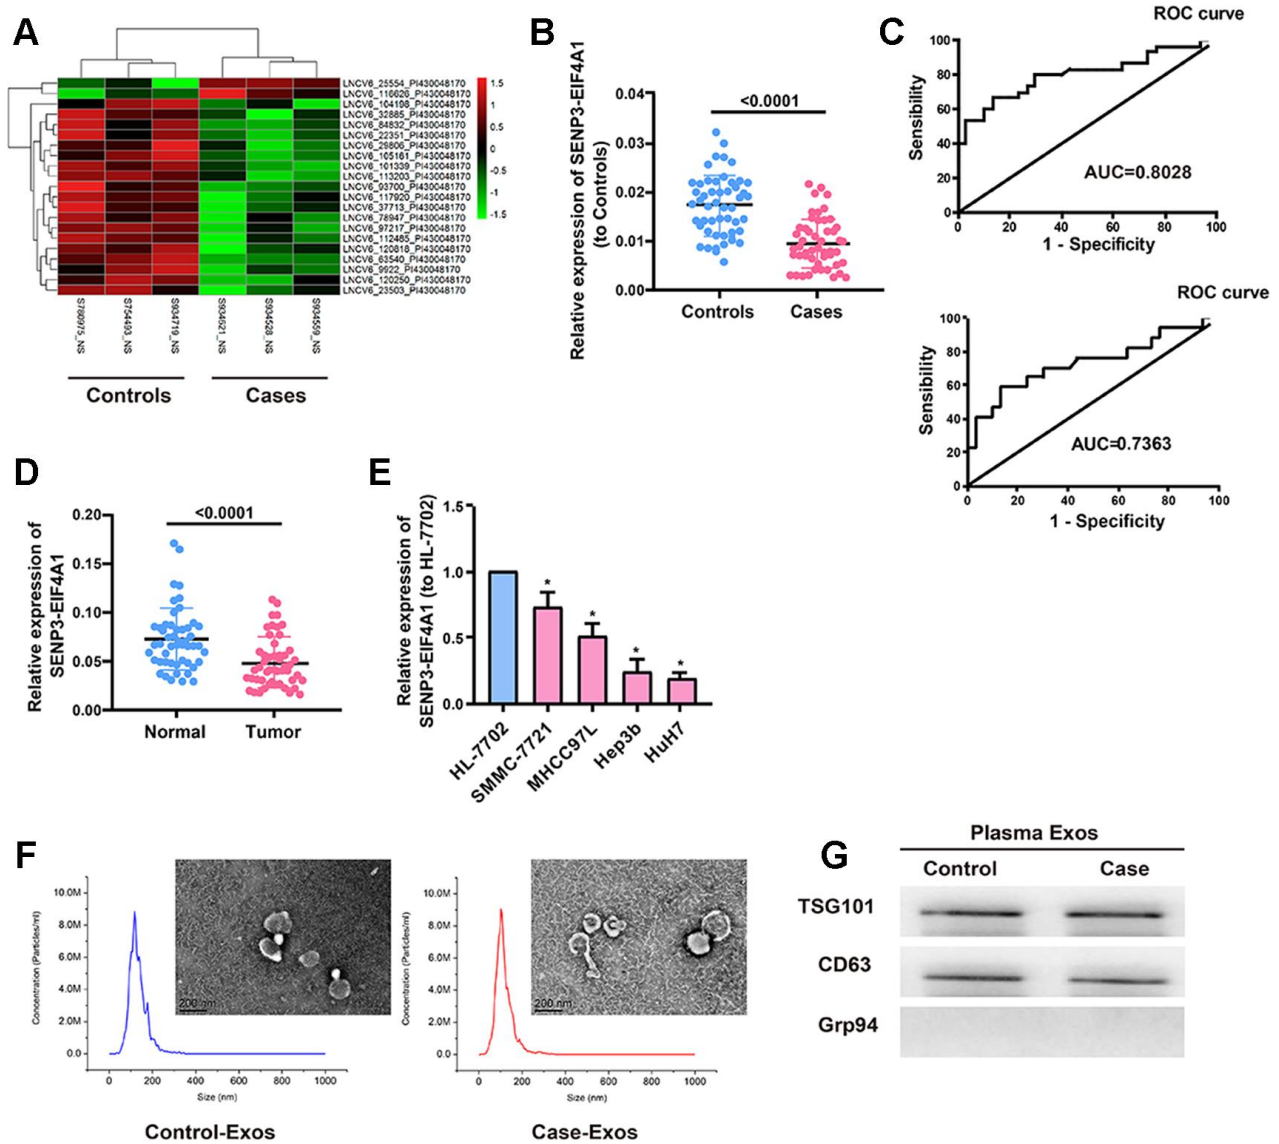 A
LNCV6_25554_PI430048170
LNCV6_116626_PI430048170
LNCV6_104198_PI430048170
LNCV6_32885_PI430048170
LNCV6_84832_PI430048170
LNCV6_22351_PI430048170
LNCV6_29806_PI430048170
LNCV6_105161_PI430048170
LNCV6_101339_PI430048170
LNCV6_113203_PI430048170
LNCV6_93700_PI430048170
LNCV6_117920_PI430048170
LNCV6_37713_PI430048170
LNCV6_78947_PI430048170
LNCV6_97217_PI430048170
LNCV6_112485_PI430048170
LNCV6_120818_PI430048170
LNCV6_63540_PI430048170
LNCV6_9922_PI430048170
LNCV6_120250_PI430048170
LNCV6_23503_PI430048170
1.5
1
0.5
0
-0.5
-1
-1.5
S780975_NS
S754493_NS
S934719_NS
S934521_NS
S934528_NS
S934559_NS
Controls
Cases
B
Relative expression of SENP3-EIF4A1
(to Controls)
<0.0001
0.04
0.03
0.02
0.01
0.00
Controls
Cases
C
ROC curve
Sensibility
100
80
60
40
20
0
AUC=0.8028
0
20
40
60
80
100
1 - Specificity
ROC curve
Sensibility
100
80
60
40
20
0
AUC=0.7363
0
20
40
60
80
100
1 - Specificity
D
Relative expression of
SENP3-EIF4A1
<0.0001
0.20
0.15
0.10
0.05
0.00
Normal
Tumor
E
Relative expression of
SENP3-EIF4A1 (to HL-7702)
1.5
1.0
0.5
0.0
*
*
*
*
HL-7702
SMMC-7721
MHCC97L
Hep3b
HuH7
F
Concentration (Particles/ml)
10.0M
8.0M
6.0M
4.0M
2.0M
0.0
200 nm
0
200
400
600
800
1000
Size (nm)
Control-Exos
Concentration (Particles/ml)
10.0M
8.0M
6.0M
4.0M
2.0M
0.0
200 nm
0
200
400
600
800
1000
Size (nm)
Case-Exos
G
Plasma Exos
Control
Case
TSG101
CD63
Grp94